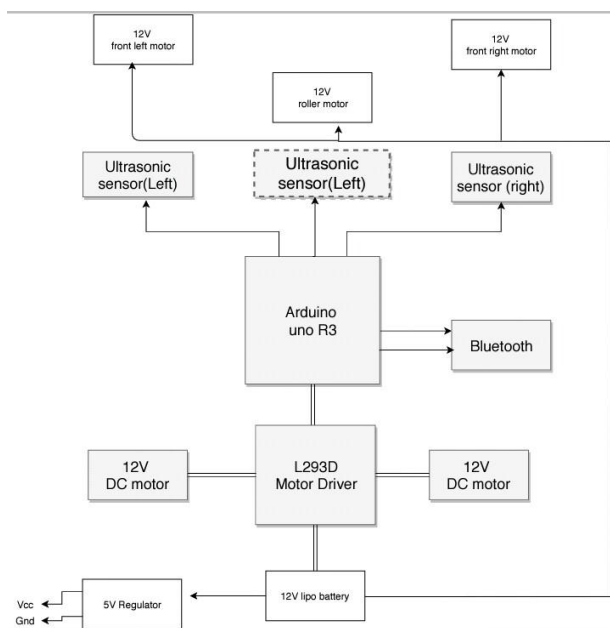 12V
front left motor
12V
front right motor
12V
roller motor
Ultrasonic
sensor(Left)
Ultrasonic
sensor(Left)
Ultrasonic
sensor (right)
Arduino
uno R3
Bluetooth
12V
DC motor
L293D
Motor Driver
12V
DC motor
Vcc
Gnd
5V Regulator
12V lipo battery